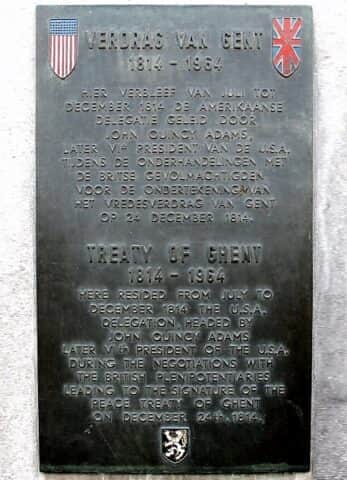 VERDRAG VAN GENT
1814 - 1964
HIER VERBLEEF VAN JULI TOT
DECEMBER 1814 DE AMERIKAANSE
DELEGATIE GELEID DOOR
JOHN QUINCY ADAMS,
LATER VIde PRESIDENT VAN DE U.S.A.
TIJDENS DE ONDERHANDELINGEN MET
DE BRITSE GEVOLMACHTIGDEN
VOOR DE ONDERTEKENING VAN
HET VREDESVERDRAG VAN GENT
OP 24 DECEMBER 1814.
TREATY OF GHENT
1814 - 1964
HERE RESIDED FROM JULY TO
DECEMBER 1814 THE U.S.A.
DELEGATION, HEADED BY
JOHN QUINCY ADAMS
LATER VIth PRESIDENT OF THE U.S.A.
DURING THE NEGOTIATIONS WITH
THE BRITISH PLENIPOTENTIARIES
LEADING TO THE SIGNATURE OF THE
PEACE TREATY OF GHENT
ON DECEMBER 24th. 1814.